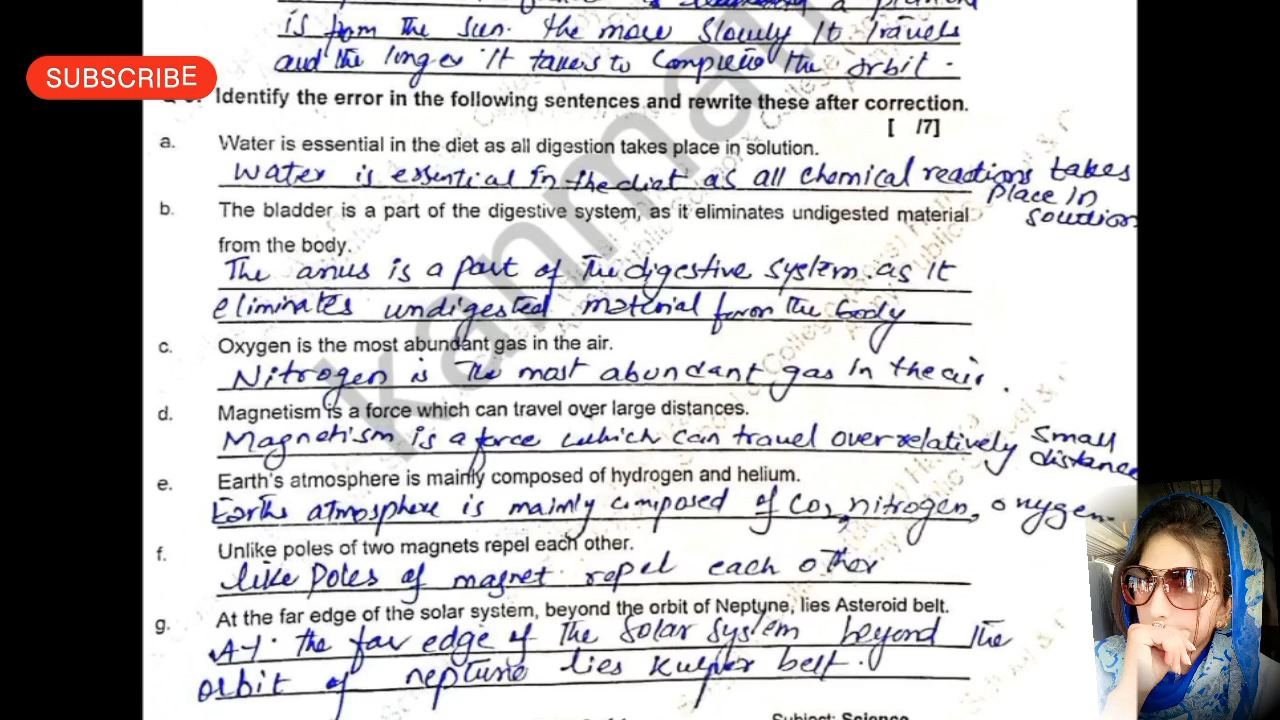 is from the sun. the more slowly it travels
and the longer it takes to complete the orbit.
SUBSCRIBE
Identify the error in the following sentences and rewrite these after correction.
[ /7]
a. Water is essential in the diet as all digestion takes place in solution.
Water is essential in the diet as all chemical reactions takes
place in
solution
b. The bladder is a part of the digestive system, as it eliminates undigested material
from the body.
The anus is a part of the digestive system. as it
eliminates undigested material from the body
c. Oxygen is the most abundant gas in the air.
Nitrogen is the most abundant gas in the air.
d. Magnetism is a force which can travel over large distances.
Magnetism is a force which can travel over relatively small
distance
e. Earth's atmosphere is mainly composed of hydrogen and helium.
Earths atmosphere is mainly composed of CO2, nitrogen, oxygen.
f. Unlike poles of two magnets repel each other.
like poles of magnet repel each other
g. At the far edge of the solar system, beyond the orbit of Neptune, lies Asteroid belt.
At the far edge of the solar system beyond the
orbit of neptune lies Kuiper belt.
Subject: Science